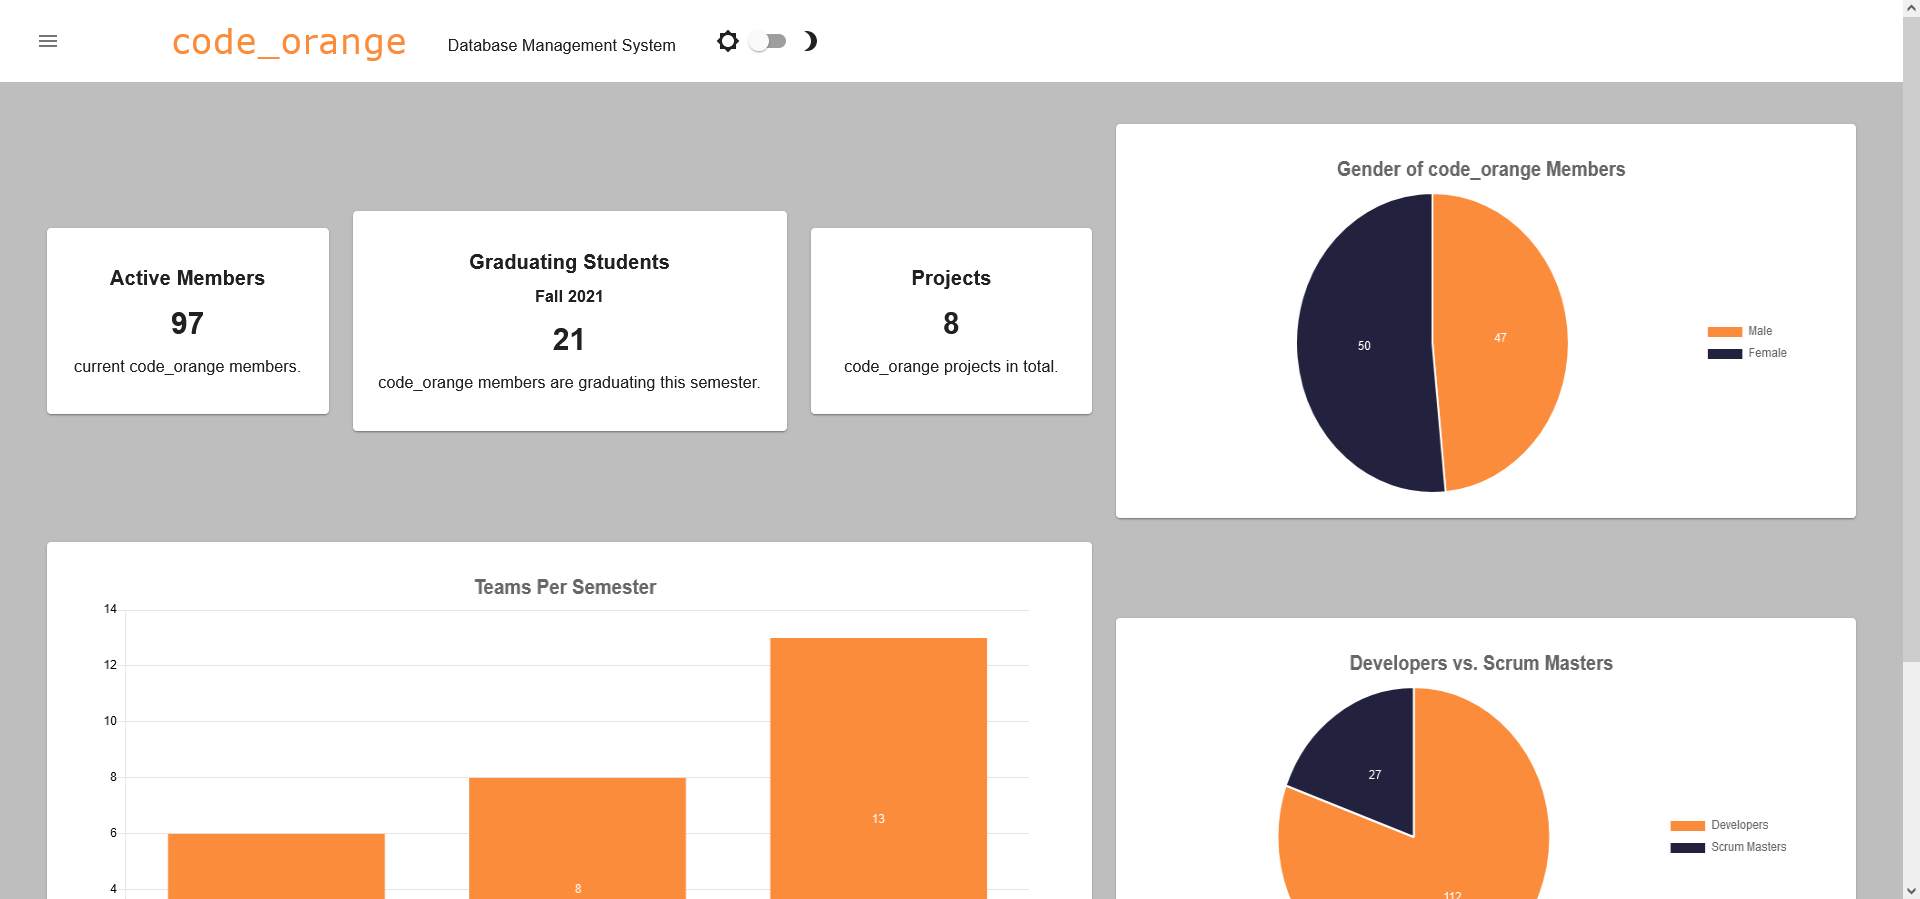 code_orange
Database Management System
Active Members
97
current code_orange members.
Graduating Students
Fall 2021
21
code_orange members are graduating this semester.
Projects
8
code_orange projects in total.
Gender of code_orange Members
47
50
Male
Female
Teams Per Semester
14
12
10
8
6
4
8
13
Developers vs. Scrum Masters
27
112
Developers
Scrum Masters